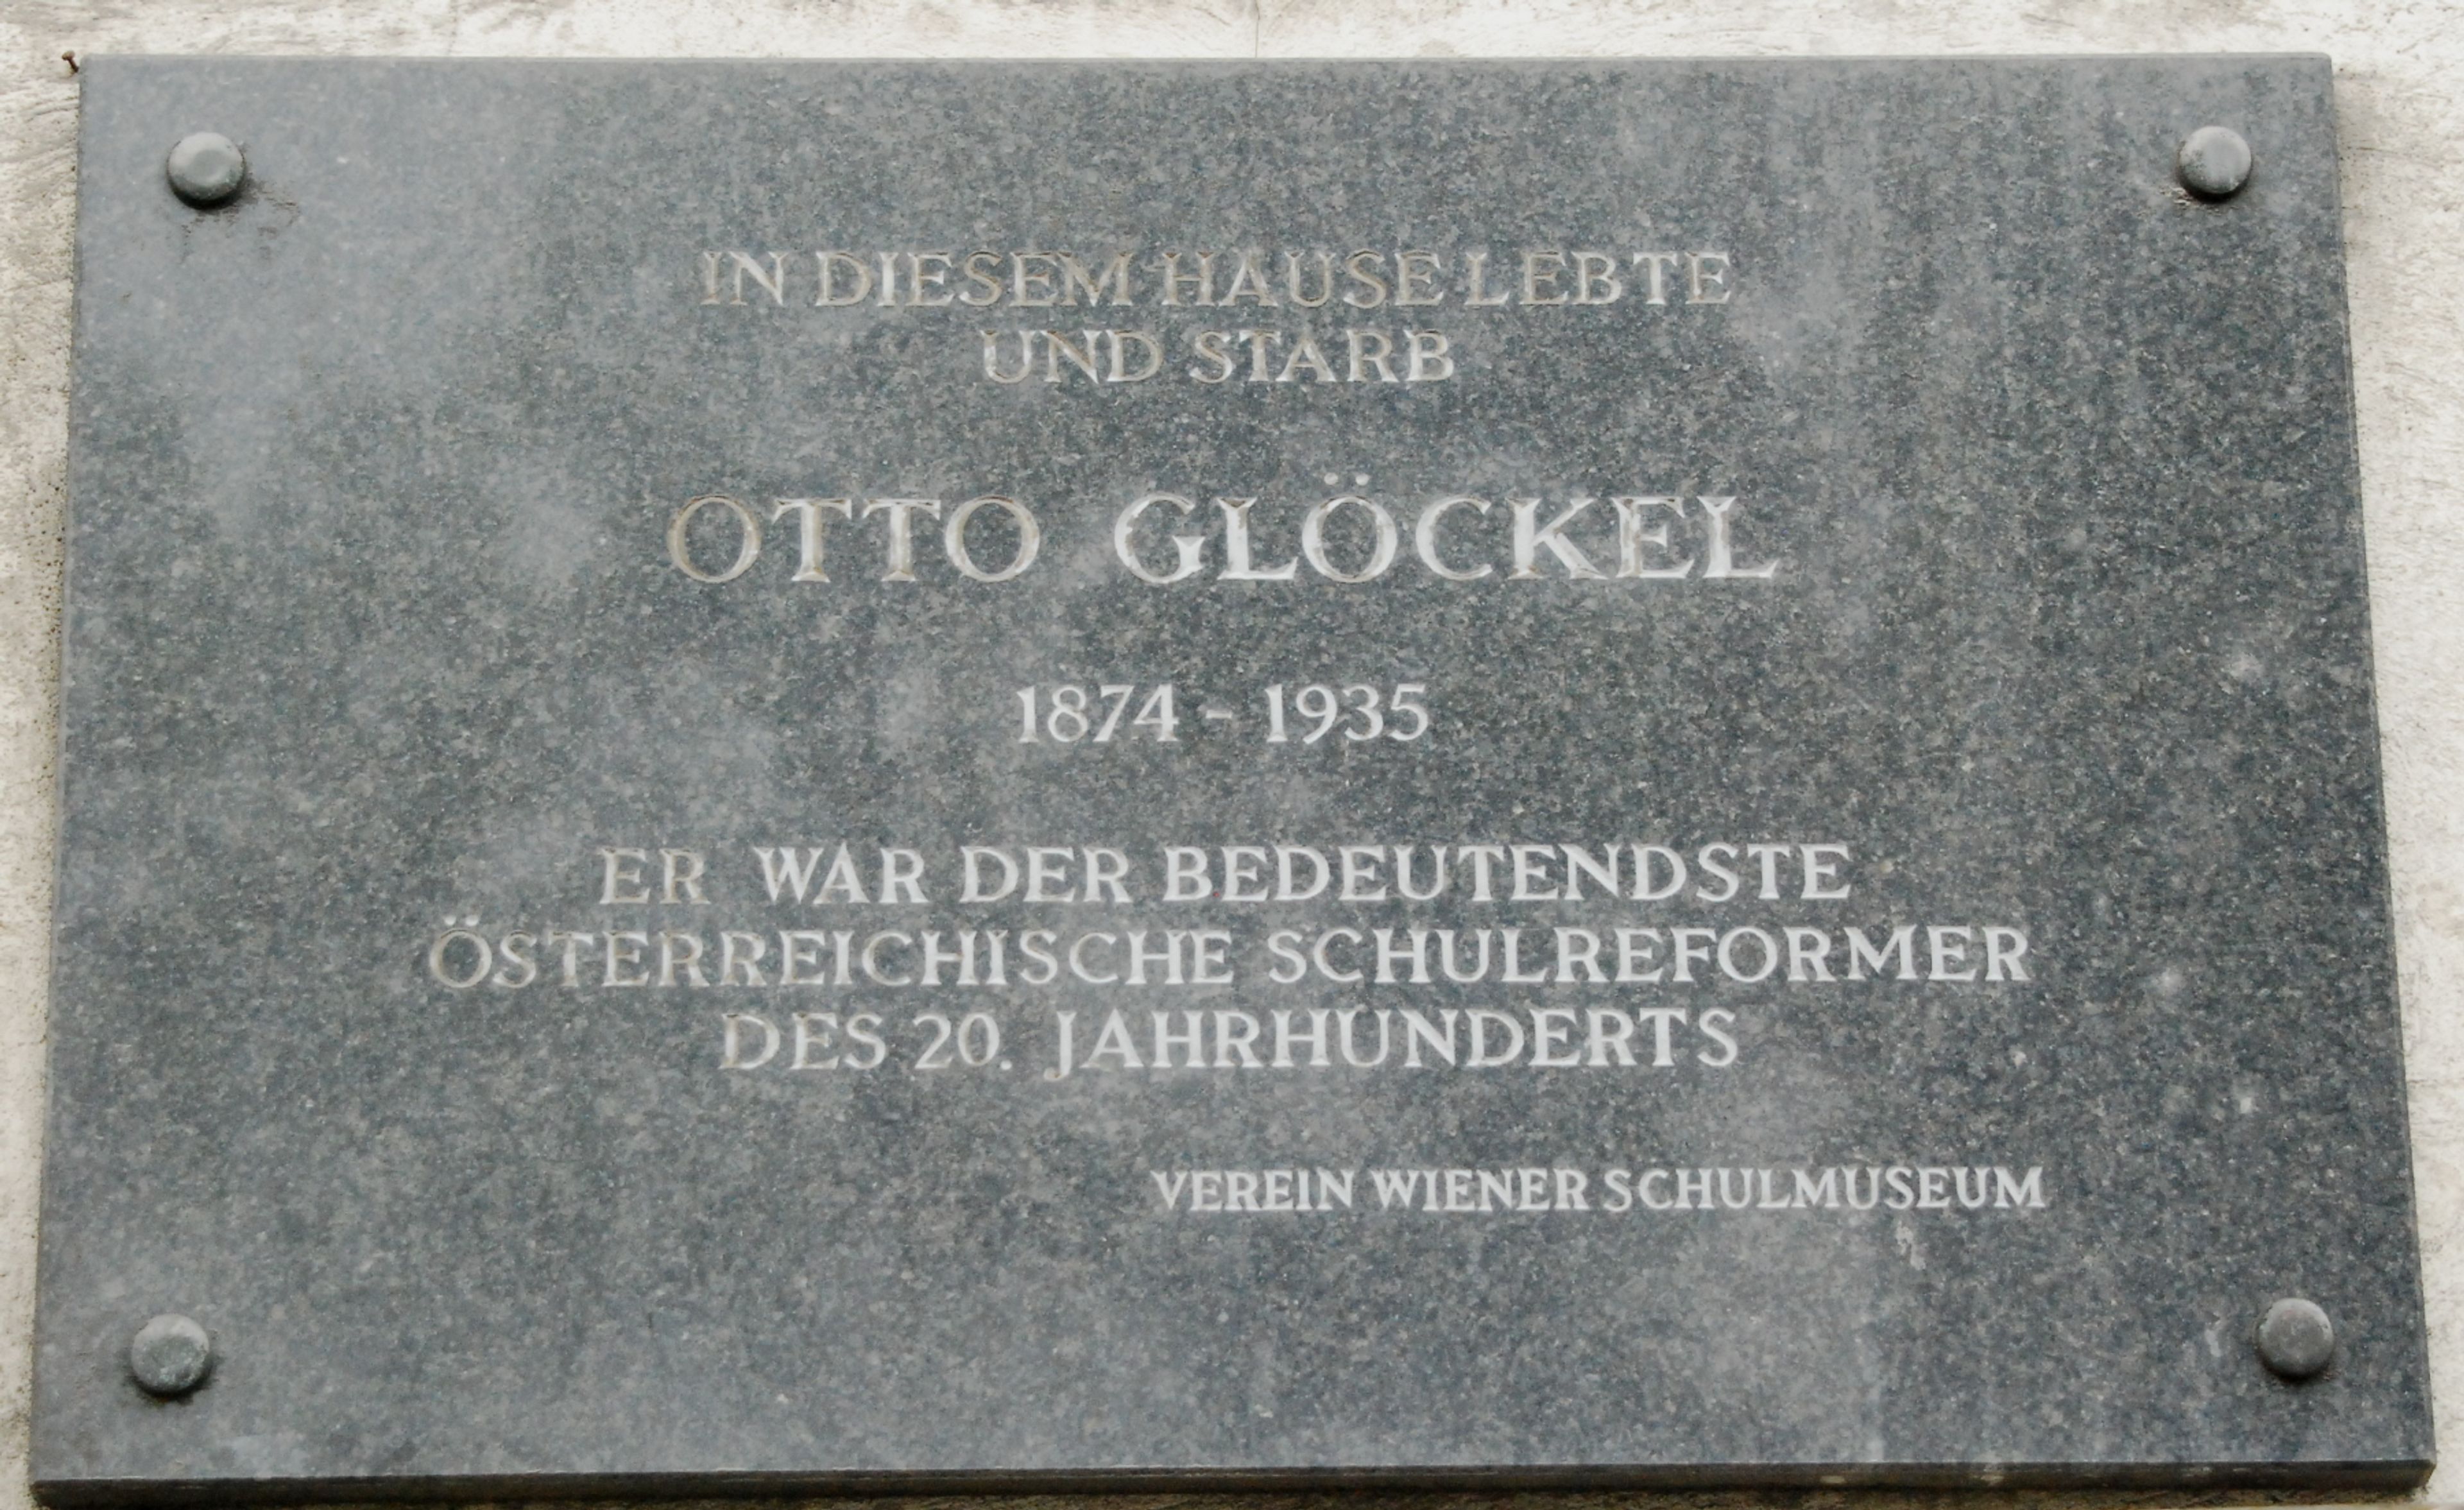 IN DIESEM HAUSE LEBTE
UND STARB
OTTO GLÖCKEL
1874 - 1935
ER WAR DER BEDEUTENDSTE
ÖSTERREICHISCHE SCHULREFORMER
DES 20. JAHRHUNDERTS
VEREIN WIENER SCHULMUSEUM